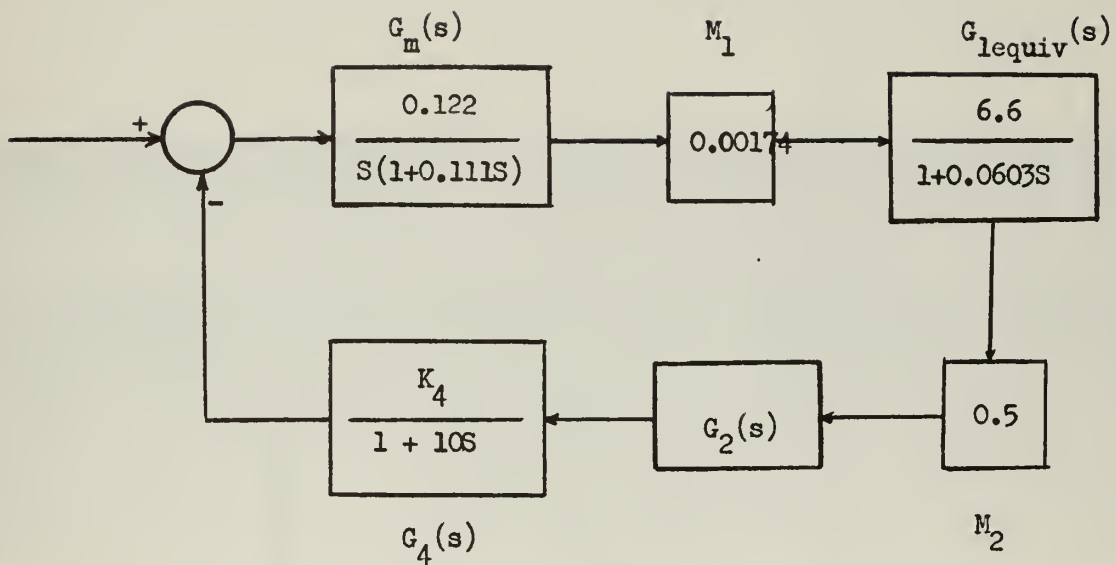 G_m(s)
M_1
G_1equiv(s)
+
0.122
S(1+0.111S)
0.00174
6.6
1+0.0603S
-
K_4
1 + 10S
G_2(s)
0.5
G_4(s)
M_2